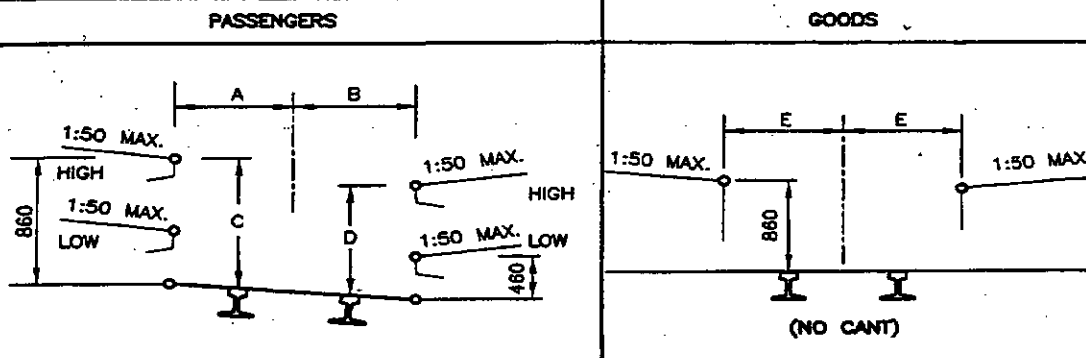 PASSENGERS
GOODS
A
B
E
E
1:50 MAX.
HIGH
1:50 MAX.
LOW
860
C
D
1:50 MAX.
HIGH
1:50 MAX.
LOW
460
1:50 MAX.
1:50 MAX
860
(NO CANT)